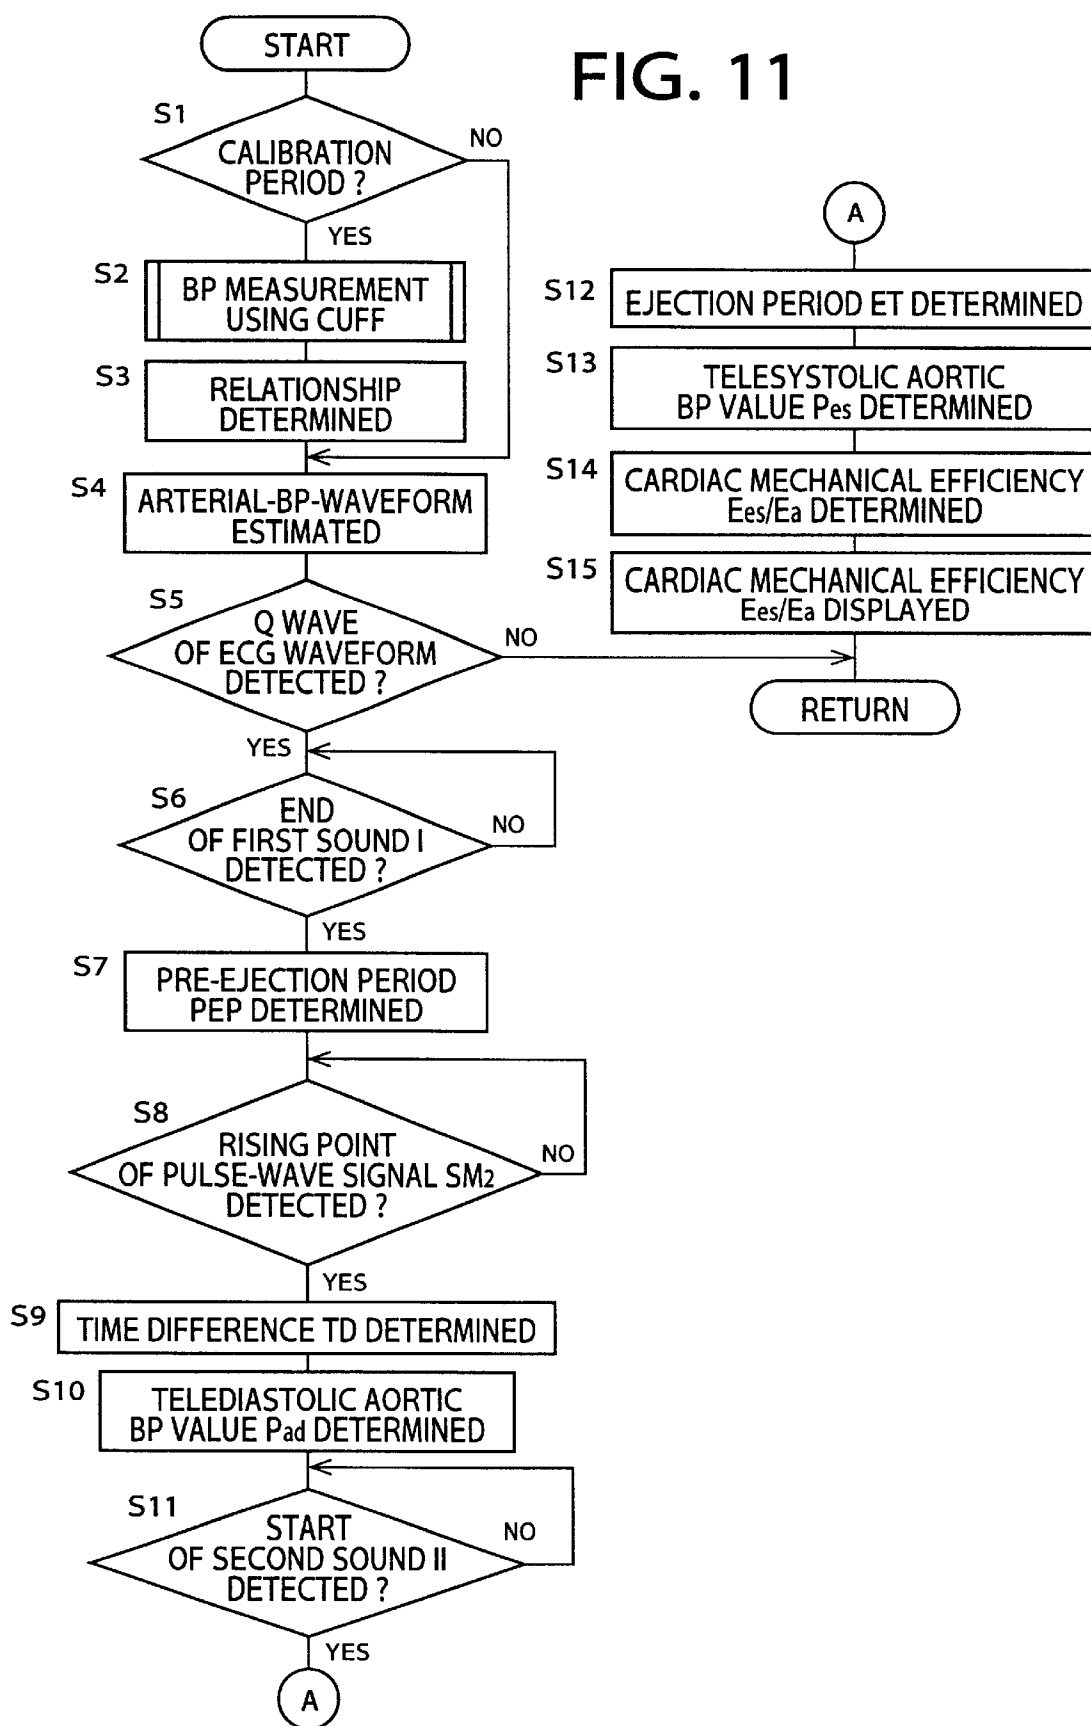 FIG. 11
START
S1
CALIBRATION
PERIOD ?
NO
YES
S2
BP MEASUREMENT
USING CUFF
S3
RELATIONSHIP
DETERMINED
S4
ARTERIAL-BP-WAVEFORM
ESTIMATED
S5
Q WAVE
OF ECG WAVEFORM
DETECTED ?
NO
YES
S6
END
OF FIRST SOUND I
DETECTED ?
NO
YES
S7
PRE-EJECTION PERIOD
PEP DETERMINED
S8
RISING POINT
OF PULSE-WAVE SIGNAL SM2
DETECTED ?
NO
YES
S9
TIME DIFFERENCE TD DETERMINED
S10
TELEDIASTOLIC AORTIC
BP VALUE Pad DETERMINED
S11
START
OF SECOND SOUND II
DETECTED ?
NO
YES
A
A
S12
EJECTION PERIOD ET DETERMINED
S13
TELESYSTOLIC AORTIC
BP VALUE Pes DETERMINED
S14
CARDIAC MECHANICAL EFFICIENCY
Ees/Ea DETERMINED
S15
CARDIAC MECHANICAL EFFICIENCY
Ees/Ea DISPLAYED
RETURN